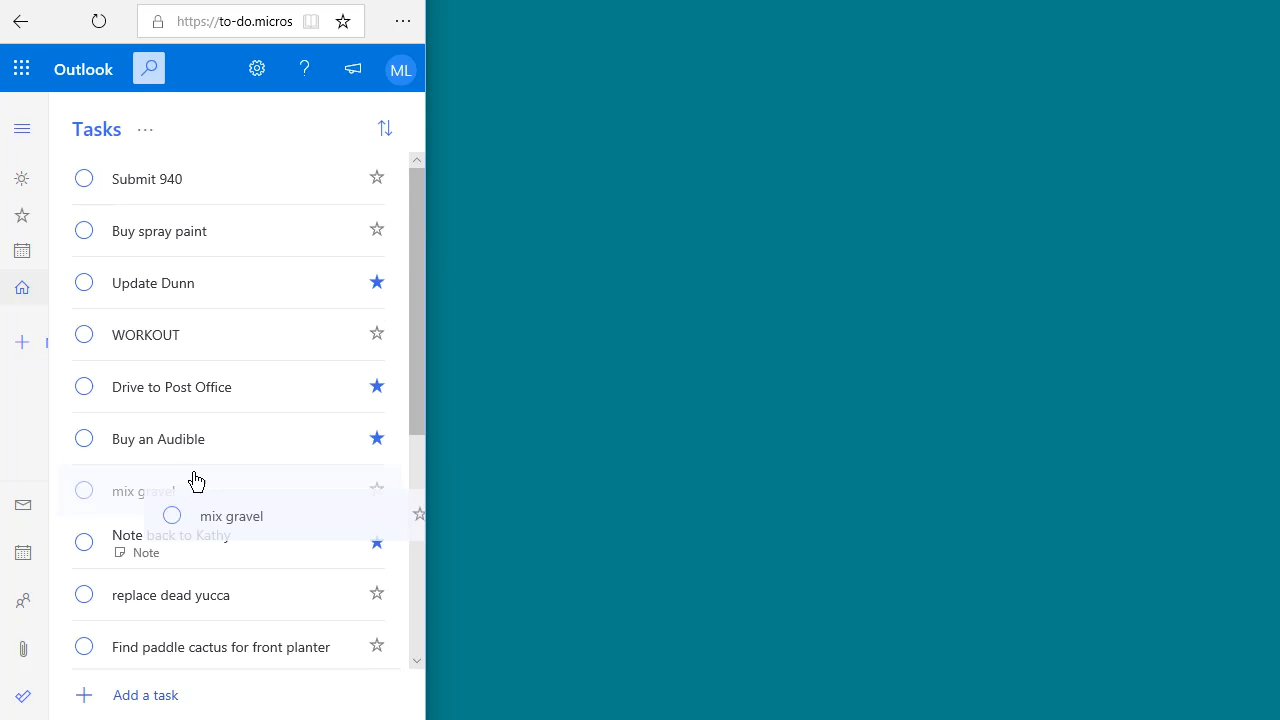 https://to-do.micros
Outlook
ML
Tasks
Submit 940
Buy spray paint
Update Dunn
WORKOUT
Drive to Post Office
Buy an Audible
mix gravel
mix gravel
Note back to Kathy
Note
replace dead yucca
Find paddle cactus for front planter
Add a task